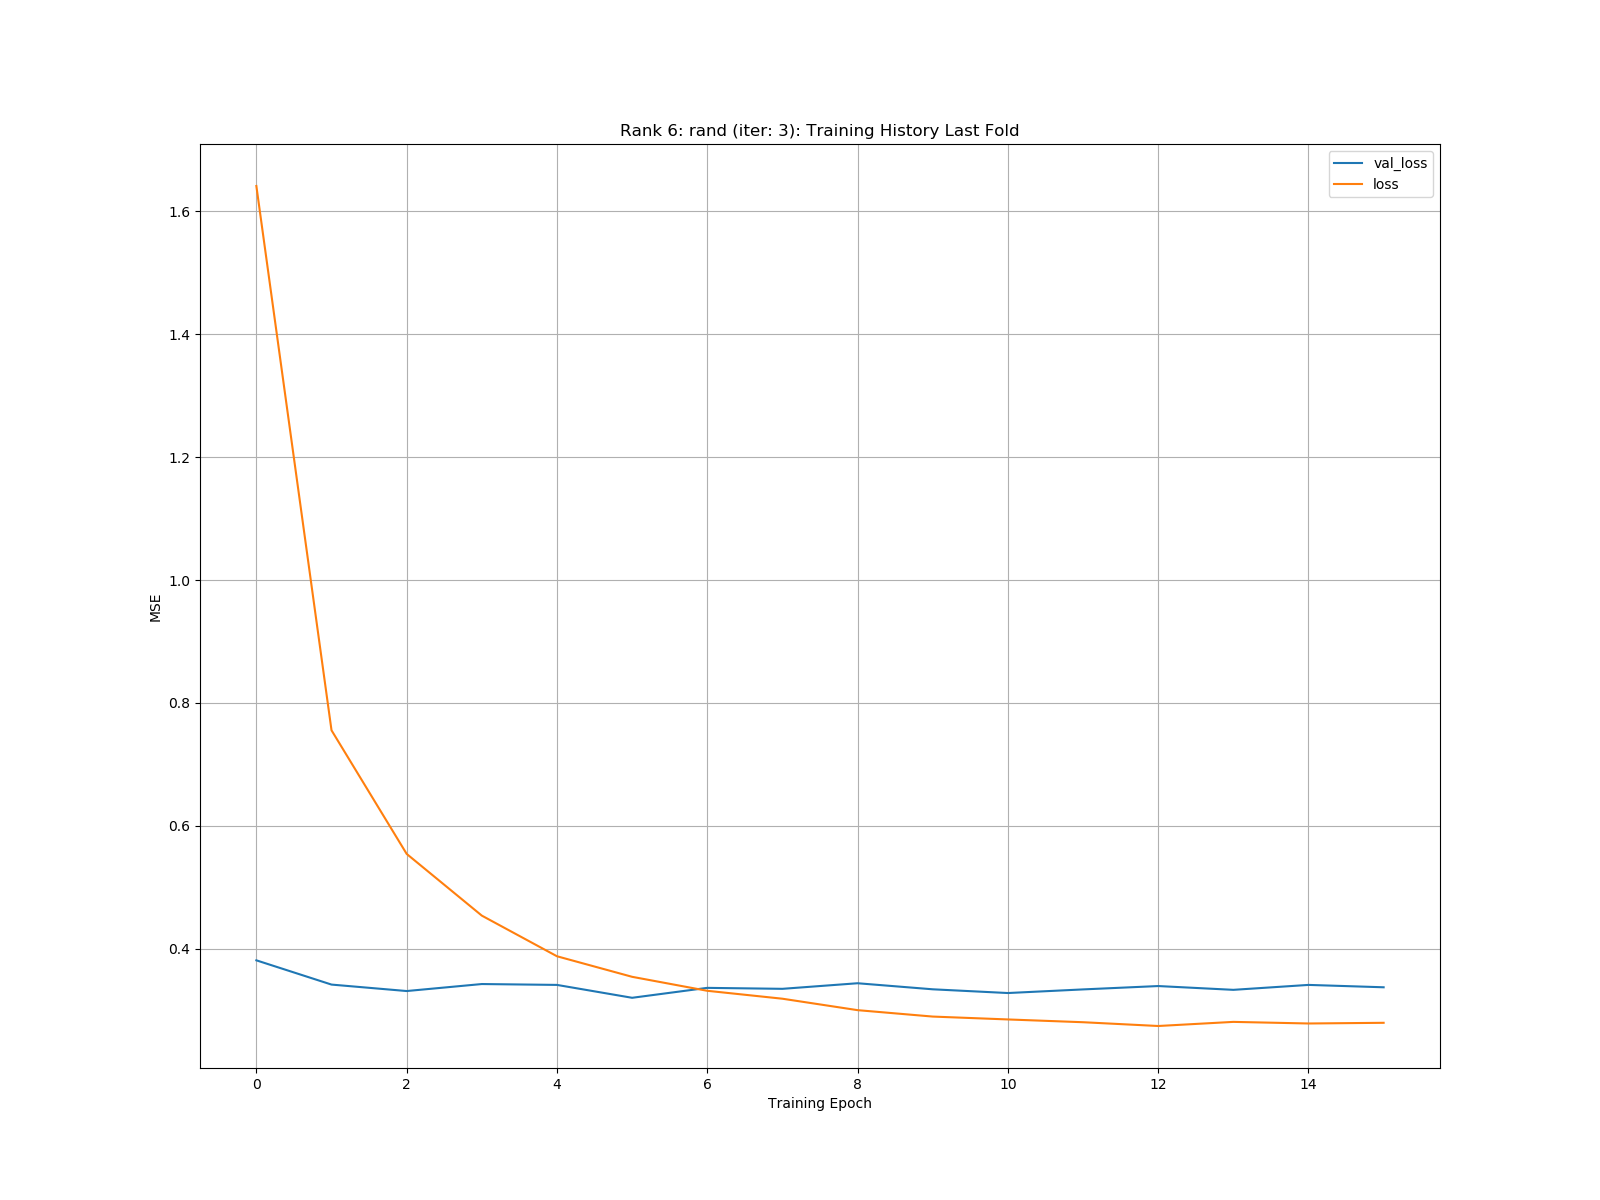 Rank 6: rand (iter: 3): Training History Last Fold
val_loss
loss
MSE
1.6
1.4
1.2
1.0
0.8
0.6
0.4
0 2 4 6 8 10 12 14
Training Epoch